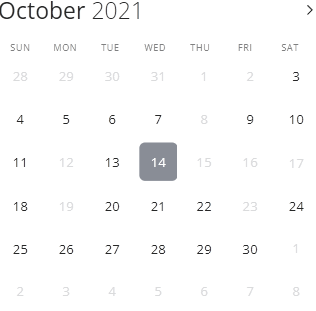 October 2021
SUN MON TUE WED THU FRI SAT
28 29 30 31 1 2 3
4 5 6 7 8 9 10
11 12 13 14 15 16 17
18 19 20 21 22 23 24
25 26 27 28 29 30 1
2 3 4 5 6 7 8